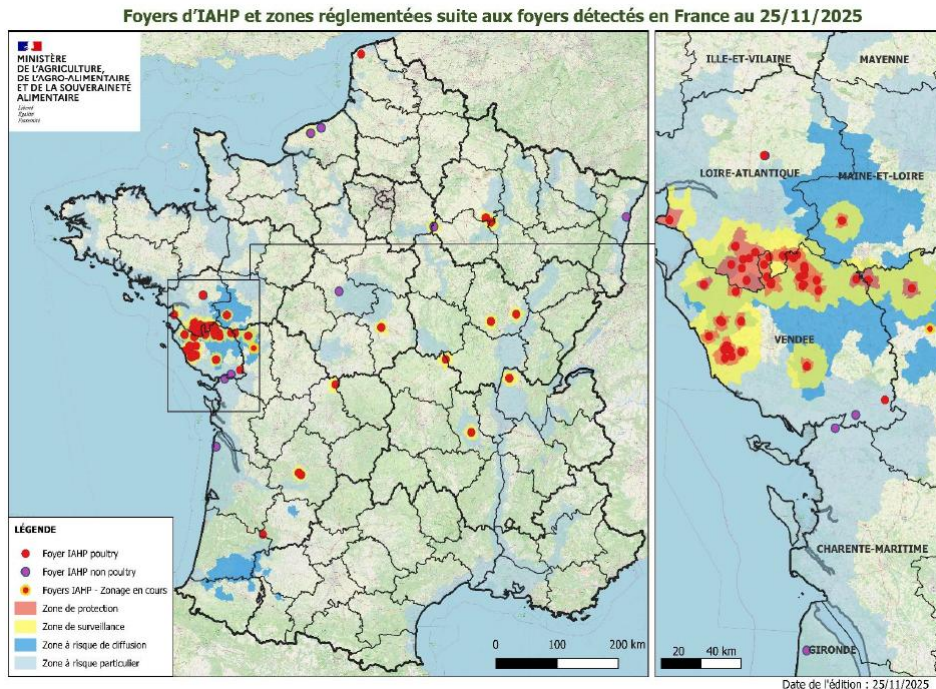 Foyers d'IAHP et zones réglementées suite aux foyers détectés en France au 25/11/2025
MINISTÈRE
DE L'AGRICULTURE,
DE L'AGRO-ALIMENTAIRE
ET DE LA SOUVERAINETÉ
ALIMENTAIRE
Liberté
Égalité
Fraternité
LÉGENDE
Foyer IAHP poultry
Foyer IAHP non poultry
Foyers IAHP - Zonage en cours
Zone de protection
Zone de surveillance
Zone à risque de diffusion
Zone à risque particulier
0 100 200 km
ILLE-ET-VILAINE
MAYENNE
LOIRE-ATLANTIQUE
MAINE-ET-LOIRE
VENDEE
CHARENTE-MARITIME
GIRONDE
20 40 km
Date de l'édition : 25/11/2025